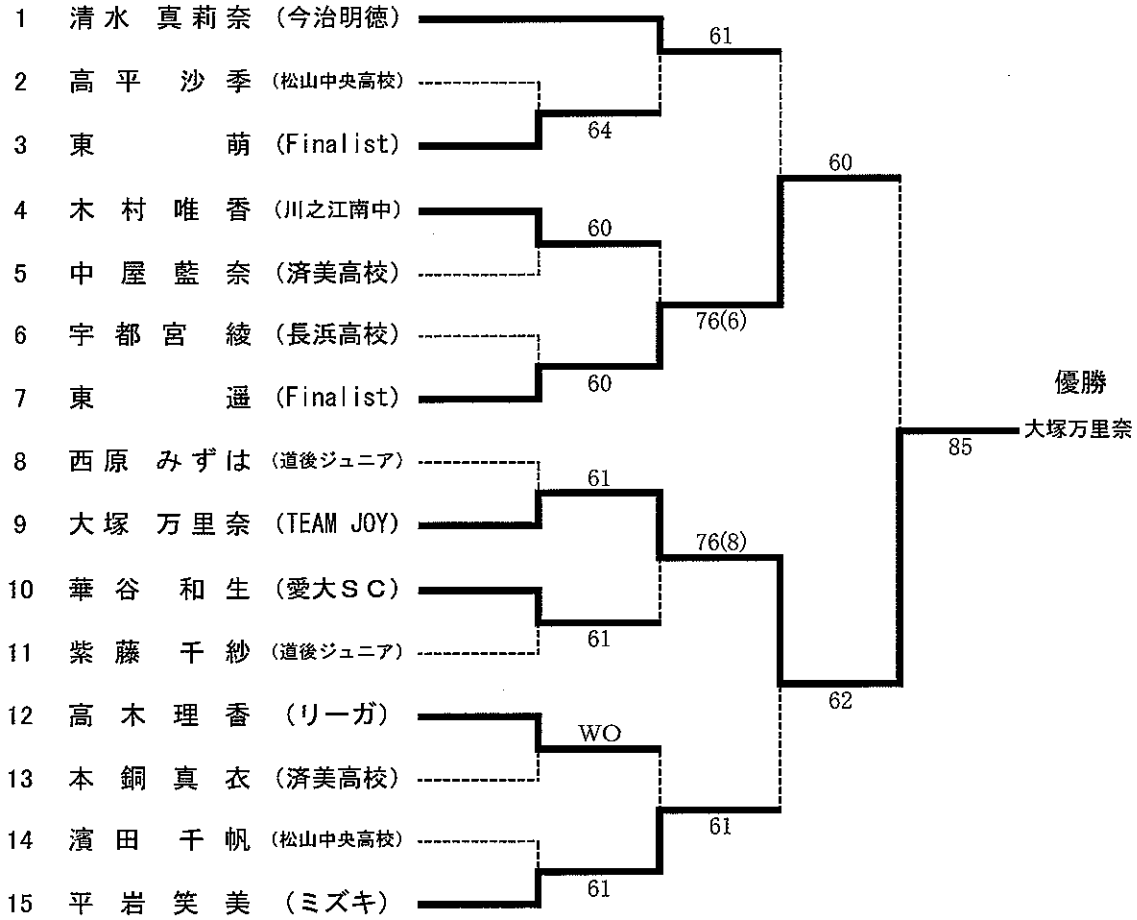 1 清水 真莉奈 (今治明徳)
61
2 高平 沙季 (松山中央高校)
64
3 東 萌 (Finalist)
60
4 木村唯香 (川之江南中)
60
5 中屋藍奈 (済美高校)
76(6)
6 宇都宮 綾 (長浜高校)
60
7 東 遥 (Finalist)
優勝
大塚万里奈
85
8 西原 みずは (道後ジュニア)
61
9 大塚 万里奈 (TEAM JOY)
76(8)
10 華谷 和生 (愛大SC)
61
11 紫藤 千紗 (道後ジュニア)
62
12 高木理香 (リーガ)
WO
13 本銅真衣 (済美高校)
61
14 濱田 千帆 (松山中央高校)
61
15 平岩笑美 (ミズキ)